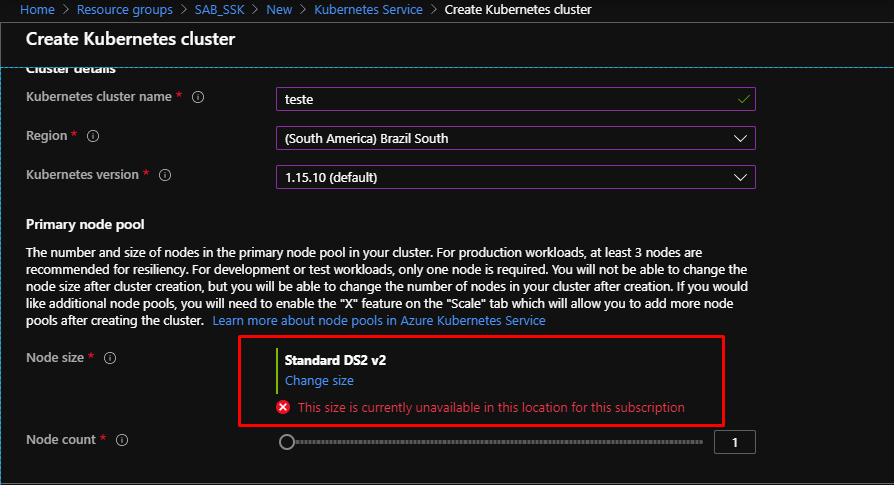 Home > Resource groups > SAB_SSK > New > Kubernetes Service > Create Kubernetes cluster
Create Kubernetes cluster
Cluster details
Kubernetes cluster name *
teste
Region *
(South America) Brazil South
Kubernetes version *
1.15.10 (default)
Primary node pool
The number and size of nodes in the primary node pool in your cluster. For production workloads, at least 3 nodes are
recommended for resiliency. For development or test workloads, only one node is required. You will not be able to change the
node size after cluster creation, but you will be able to change the number of nodes in your cluster after creation. If you would
like additional node pools, you will need to enable the "X" feature on the "Scale" tab which will allow you to add more node
pools after creating the cluster. Learn more about node pools in Azure Kubernetes Service
Node size *
Standard DS2 v2
Change size
This size is currently unavailable in this location for this subscription
Node count *
1